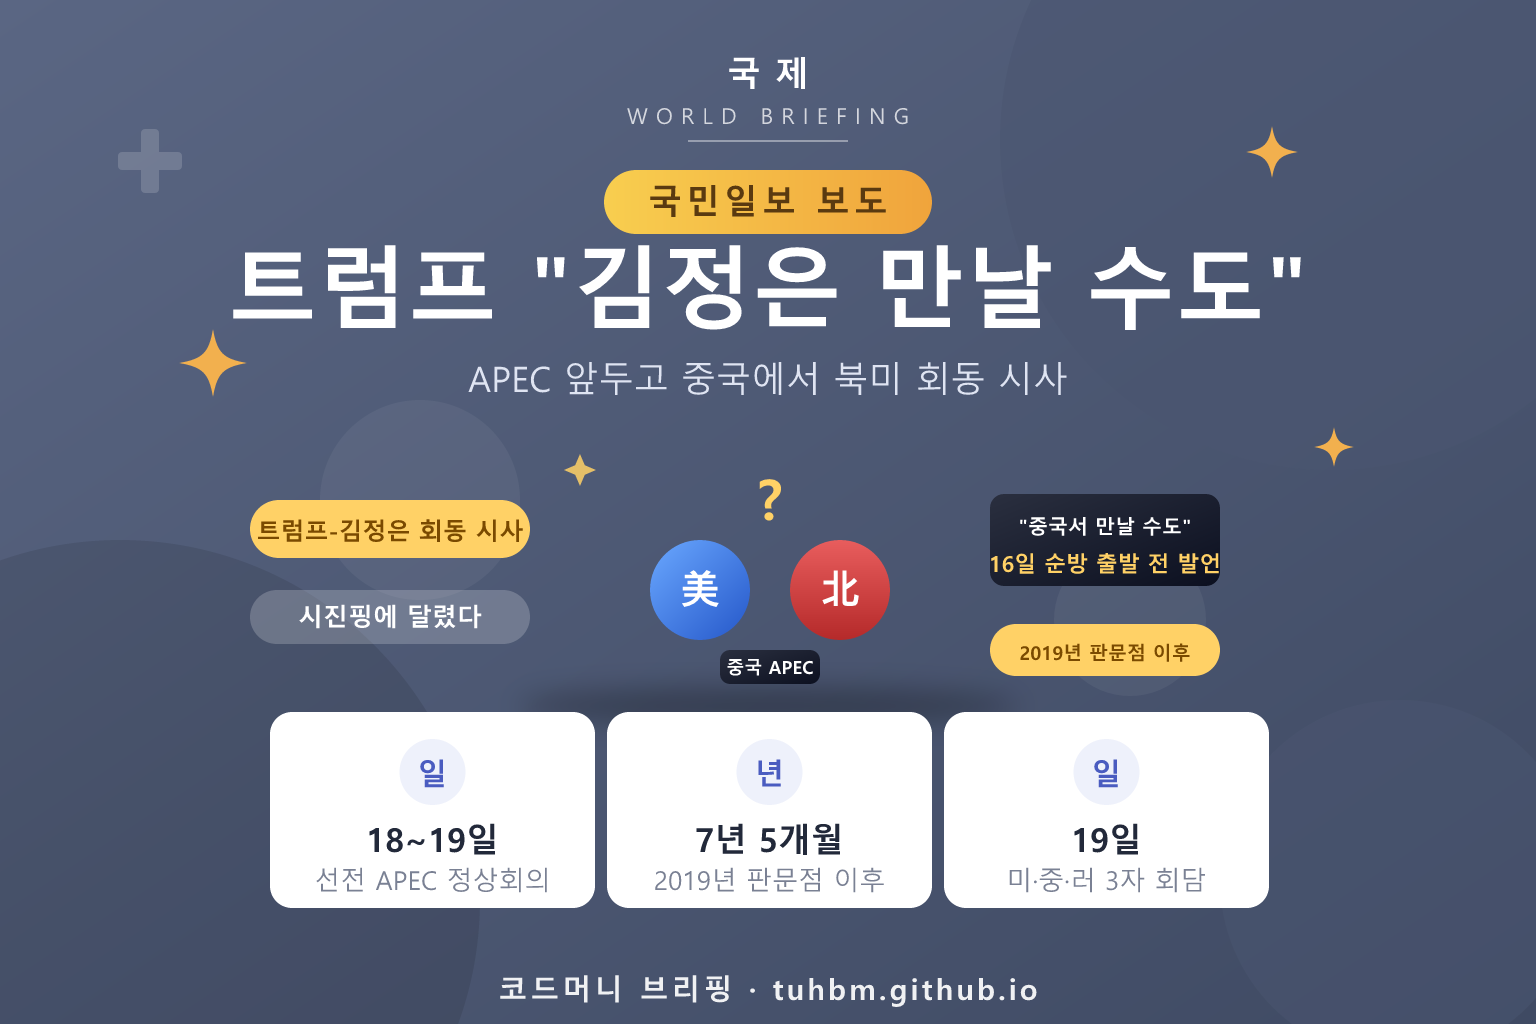 국제
WORLD BRIEFING
국민일보 보도
트럼프 "김정은 만날 수도"
APEC 앞두고 중국에서 북미 회동 시사
트럼프-김정은 회동 시사
시진핑에 달렸다
?
美
北
중국 APEC
"중국서 만날 수도"
16일 순방 출발 전 발언
2019년 판문점 이후
일
18~19일
선전 APEC 정상회의
년
7년 5개월
2019년 판문점 이후
일
19일
미·중·러 3자 회담
코드머니 브리핑 · tuhbm.github.io